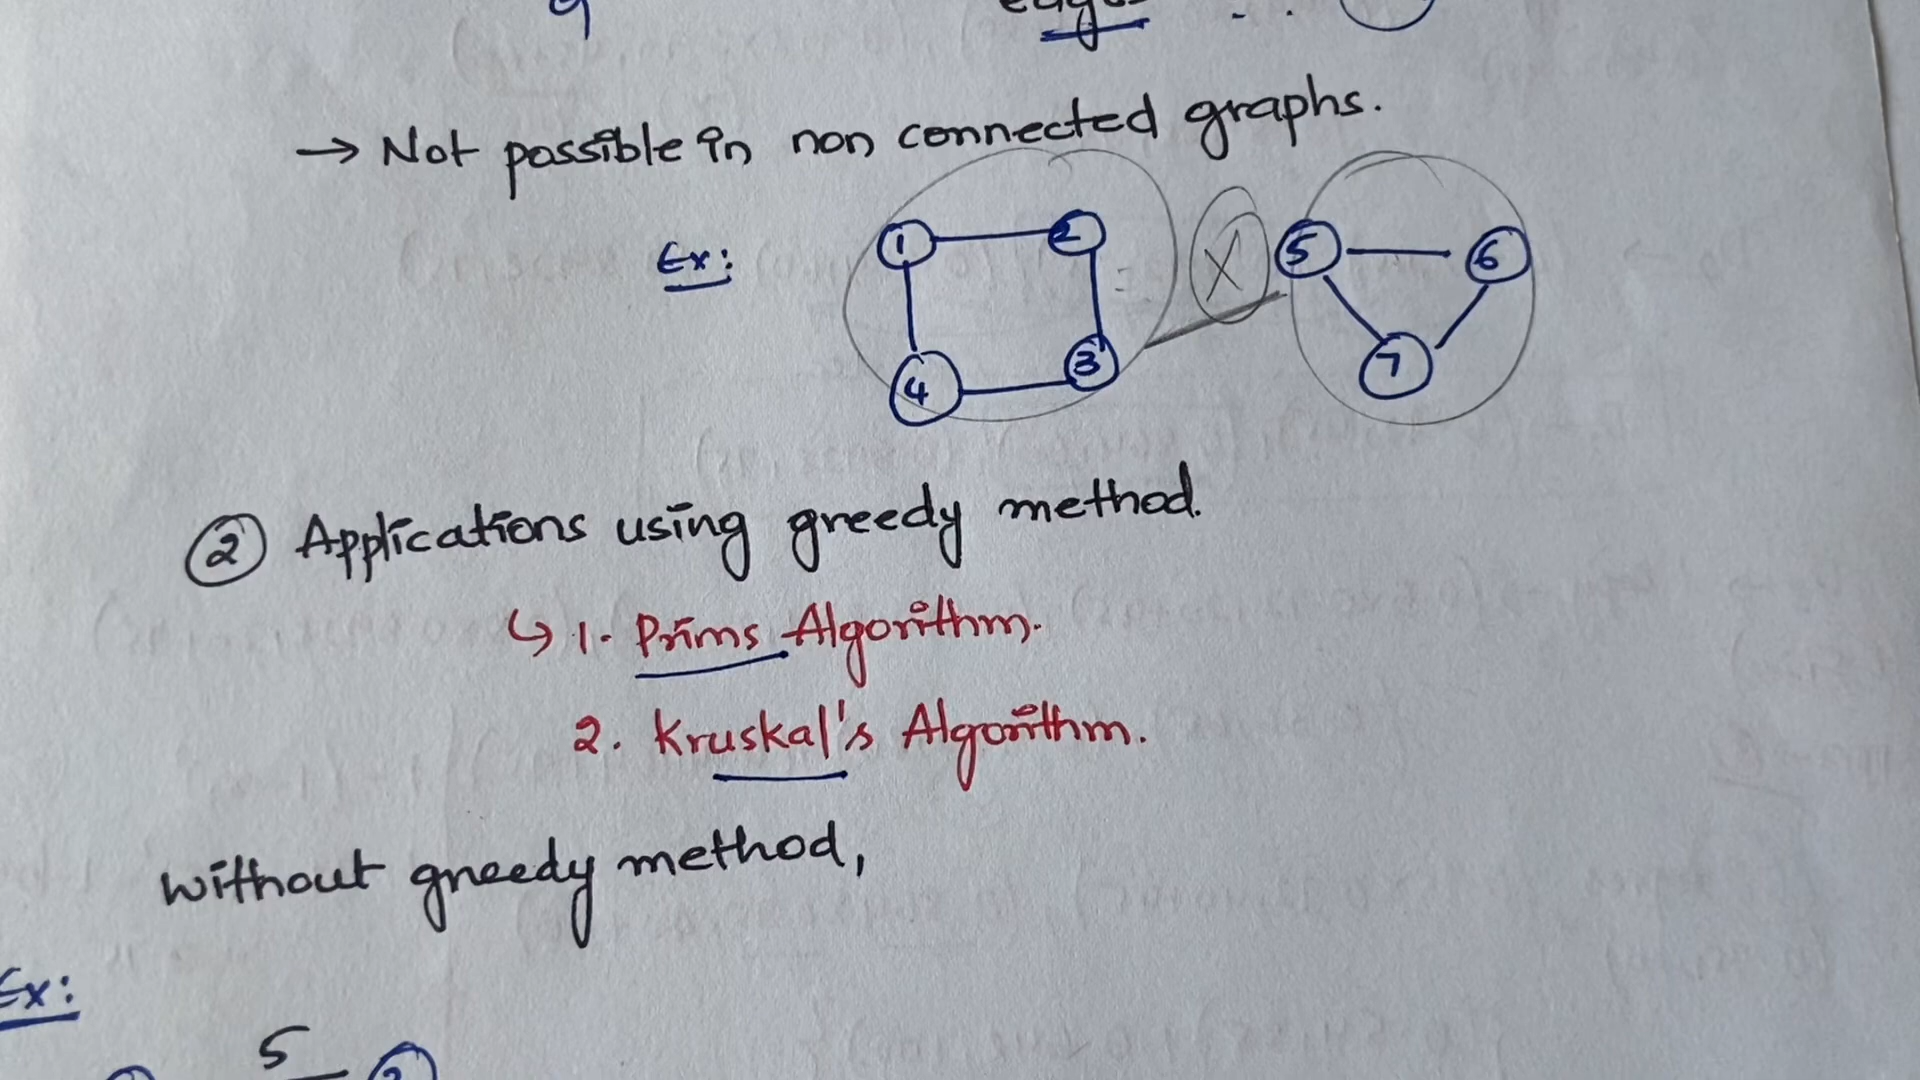 → Not possible in non connected graphs.
Ex:
1 2 X 5 6
4 3 7
② Applications using greedy method.
↳ 1. Prims Algorithm.
2. Kruskal's Algorithm.
without greedy method,
Ex:
5
2